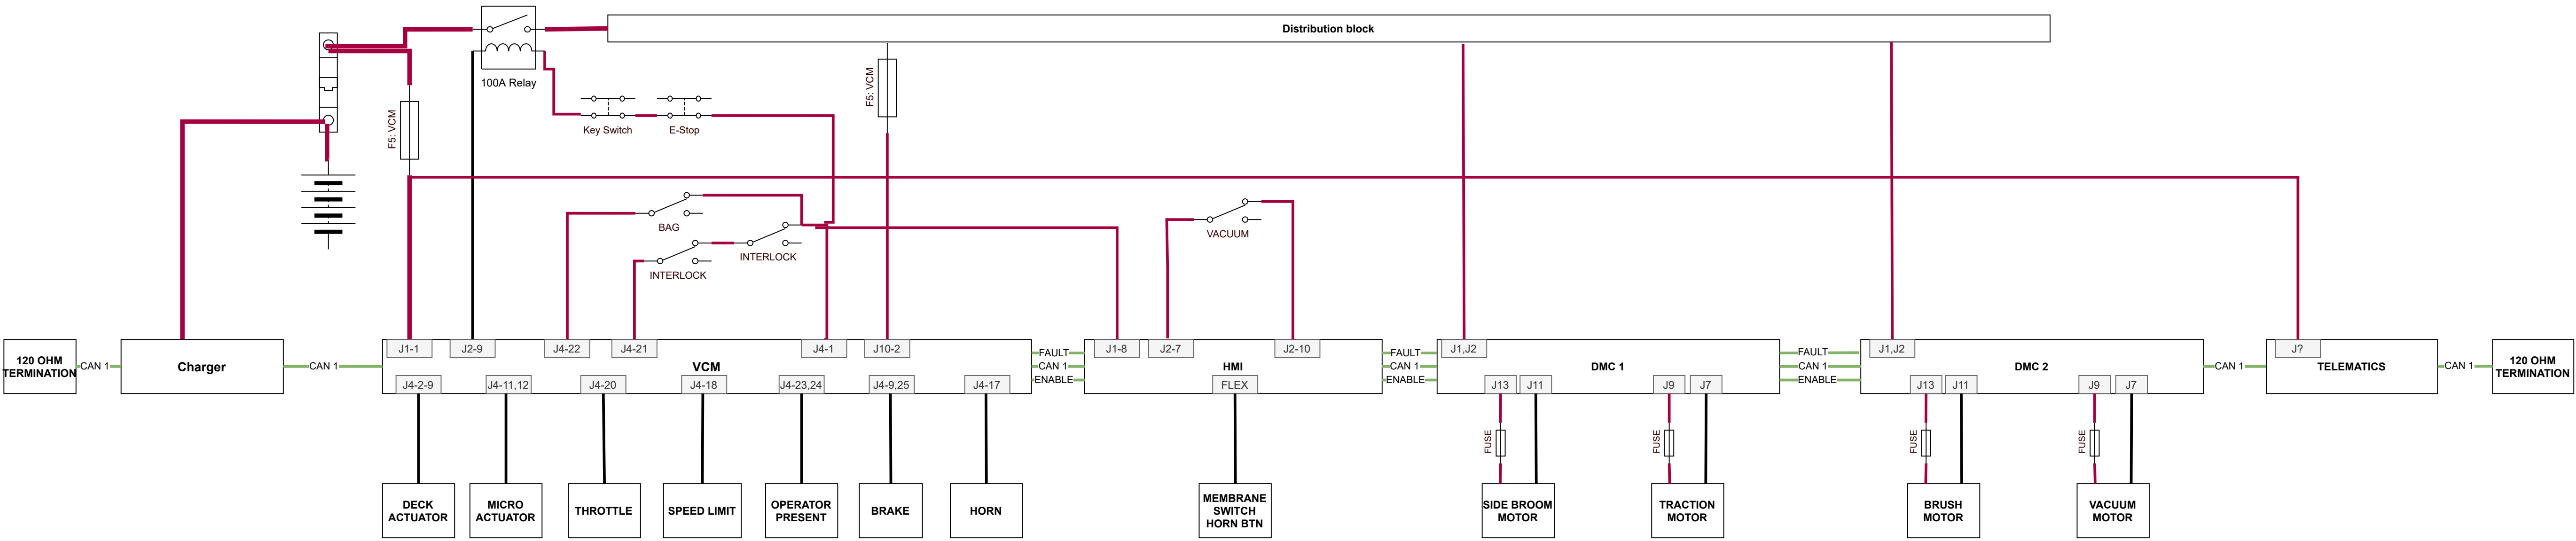 Distribution block
100A Relay
F5: VCM
F5: VCM
Key Switch
E-Stop
BAG
INTERLOCK
INTERLOCK
VACUUM
120 OHM
TERMINATION
CAN 1
Charger
CAN 1
J1-1
J2-9
J4-22
J4-21
J4-1
J10-2
VCM
J4-2-9
J4-11,12
J4-20
J4-18
J4-23,24
J4-9,25
J4-17
FAULT
CAN 1
ENABLE
J1-8
J2-7
J2-10
HMI
FLEX
FAULT
CAN 1
ENABLE
J1,J2
DMC 1
J13
J11
J9
J7
FAULT
CAN 1
ENABLE
J1,J2
DMC 2
J13
J11
J9
J7
CAN 1
J?
TELEMATICS
CAN 1
120 OHM
TERMINATION
FUSE
FUSE
FUSE
FUSE
DECK
ACTUATOR
MICRO
ACTUATOR
THROTTLE
SPEED LIMIT
OPERATOR
PRESENT
BRAKE
HORN
MEMBRANE
SWITCH
HORN BTN
SIDE BROOM
MOTOR
TRACTION
MOTOR
BRUSH
MOTOR
VACUUM
MOTOR